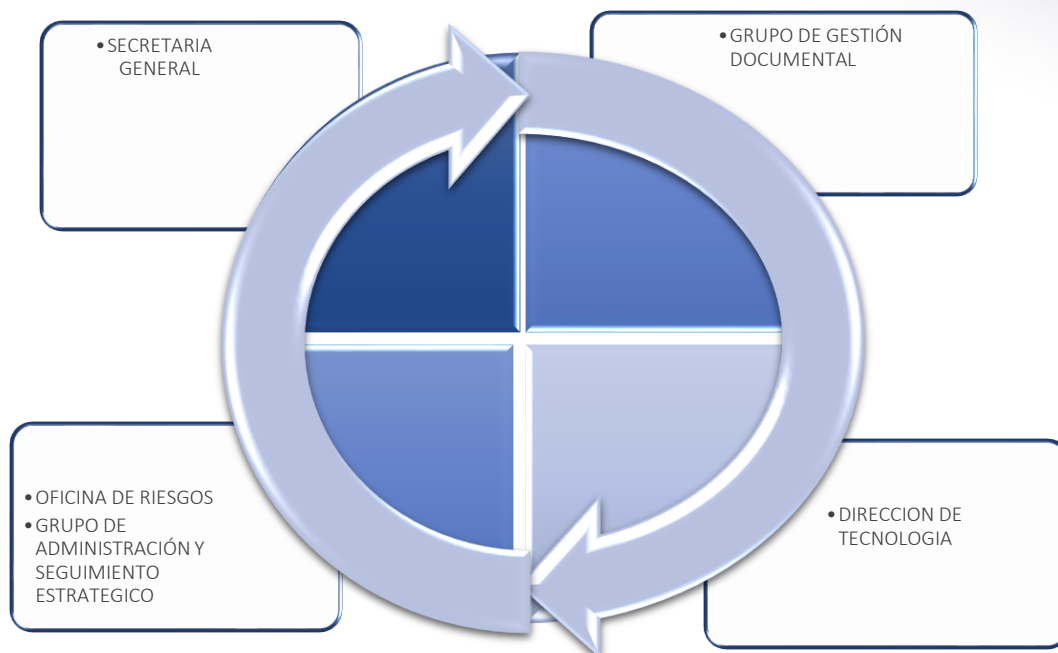 • SECRETARIA
GENERAL
• GRUPO DE GESTIÓN
DOCUMENTAL
• OFICINA DE RIESGOS
• GRUPO DE
ADMINISTRACIÓN Y
SEGUIMIENTO
ESTRATEGICO
• DIRECCION DE
TECNOLOGIA